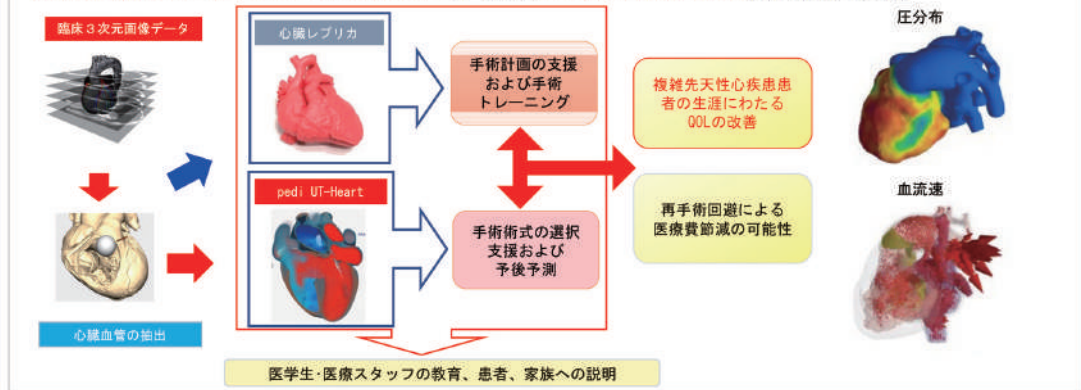 臨床３次元画像データ
心臓血管の抽出
心臓レプリカ
pedi UT-Heart
手術計画の支援
および手術
トレーニング
手術術式の選択
支援および
予後予測
複雑先天性心疾患患
者の生涯にわたる
QOLの改善
再手術回避による
医療費節減の可能性
圧分布
血流速
医学生・医療スタッフの教育、患者、家族への説明